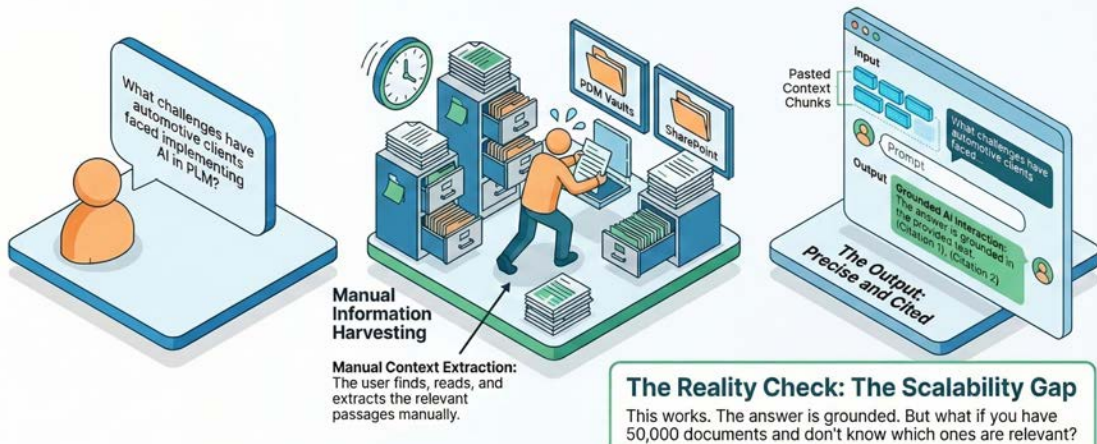 What challenges have
automotive clients
faced implementing
AI in PLM?
PDM Vaults
SharePoint
Manual
Information
Harvesting
Manual Context Extraction:
The user finds, reads, and
extracts the relevant
passages manually.
Input
Pasted
Context
Chunks
What challenges have
automotive clients
faced...
Prompt
Output
Grounded AI Interaction:
The answer is grounded in
the provided text.
(Citation 1), (Citation 2)
The Output:
Precise and Cited
The Reality Check: The Scalability Gap
This works. The answer is grounded. But what if you have
50,000 documents and don't know which ones are relevant?